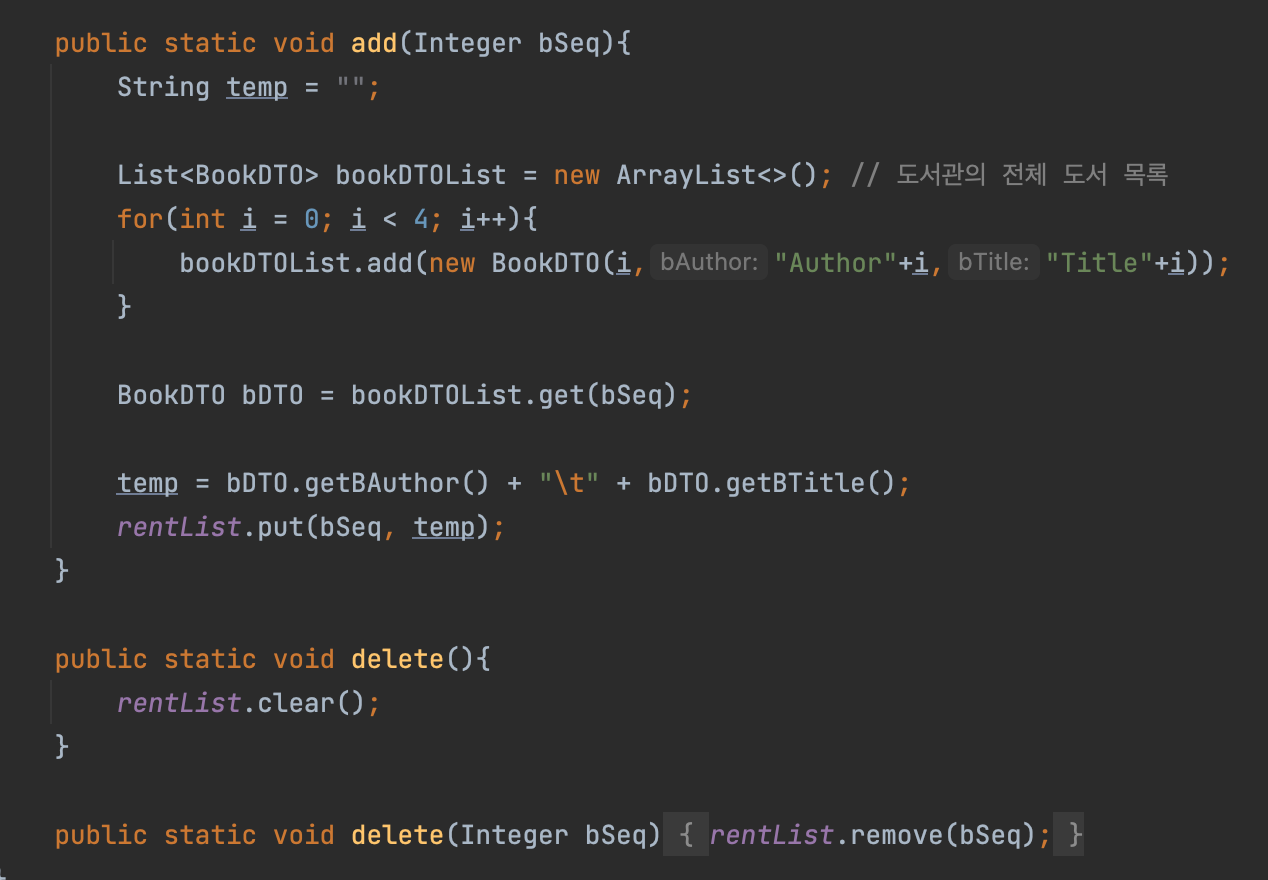 public static void add(Integer bSeq){
String temp = "";
List<BookDTO> bookDTOList = new ArrayList<>(); // 도서관의 전체 도서 목록
for(int i = 0; i < 4; i++){
bookDTOList.add(new BookDTO(i, bAuthor: "Author"+i, bTitle: "Title"+i));
}
BookDTO bDTO = bookDTOList.get(bSeq);
temp = bDTO.getBAuthor() + "\t" + bDTO.getBTitle();
rentList.put(bSeq, temp);
}
public static void delete(){
rentList.clear();
}
public static void delete(Integer bSeq) { rentList.remove(bSeq); }